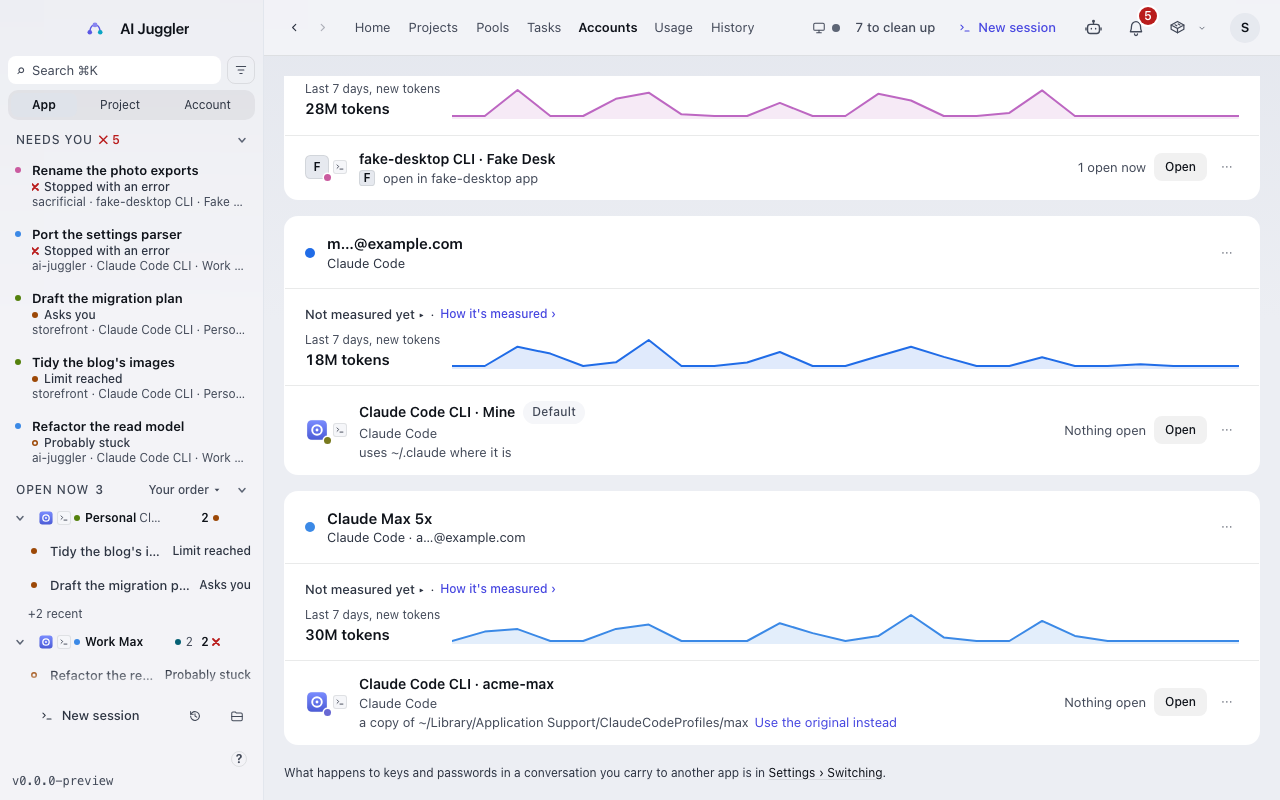 AI Juggler
Search ⌘K
App Project Account
NEEDS YOU 5
Rename the photo exports
Stopped with an error
sacrificial · fake-desktop CLI · Fake ...
Port the settings parser
Stopped with an error
ai-juggler · Claude Code CLI · Work ...
Draft the migration plan
Asks you
storefront · Claude Code CLI · Perso...
Tidy the blog's images
Limit reached
storefront · Claude Code CLI · Perso...
Refactor the read model
Probably stuck
ai-juggler · Claude Code CLI · Work ...
OPEN NOW 3 Your order
Personal Cl... 2
Tidy the blog's i... Limit reached
Draft the migration p... Asks you
+2 recent
Work Max 2 2
Refactor the re... Probably stuck
New session
?
v0.0.0-preview
Home Projects Pools Tasks Accounts Usage History 7 to clean up New session 5 S
Last 7 days, new tokens
28M tokens
F fake-desktop CLI · Fake Desk
F open in fake-desktop app
1 open now Open ...
m...@example.com
Claude Code
Not measured yet · How it's measured ›
Last 7 days, new tokens
18M tokens
Claude Code CLI · Mine Default
Claude Code
uses ~/.claude where it is
Nothing open Open ...
Claude Max 5x
Claude Code · a...@example.com
Not measured yet · How it's measured ›
Last 7 days, new tokens
30M tokens
Claude Code CLI · acme-max
Claude Code
a copy of ~/Library/Application Support/ClaudeCodeProfiles/max Use the original instead
Nothing open Open ...
What happens to keys and passwords in a conversation you carry to another app is in Settings › Switching.